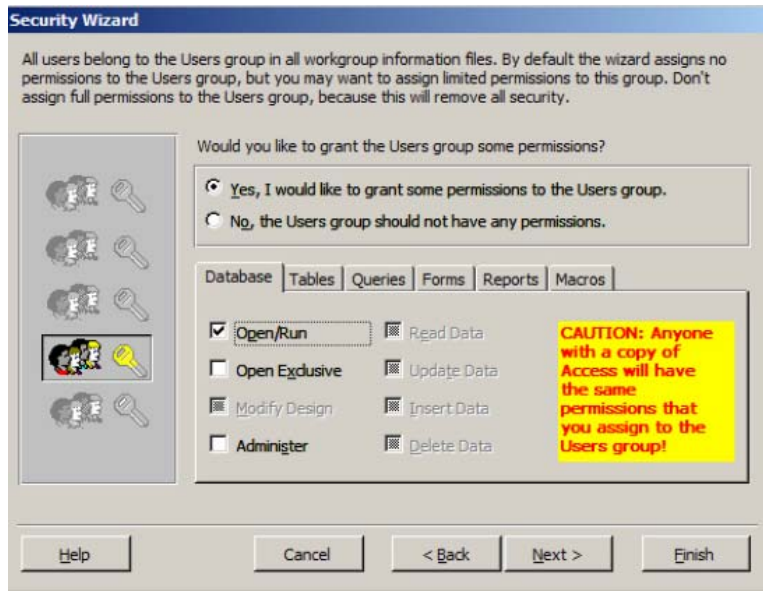 Security Wizard
All users belong to the Users group in all workgroup information files. By default the wizard assigns no
permissions to the Users group, but you may want to assign limited permissions to this group. Don't
assign full permissions to the Users group, because this will remove all security.
Would you like to grant the Users group some permissions?
Yes, I would like to grant some permissions to the Users group.
No, the Users group should not have any permissions.
Database Tables Queries Forms Reports Macros
Open/Run Read Data
Open Exclusive Update Data
Modify Design Insert Data
Administer Delete Data
CAUTION: Anyone
with a copy of
Access will have
the same
permissions that
you assign to the
Users group!
Help Cancel < Back Next > Finish